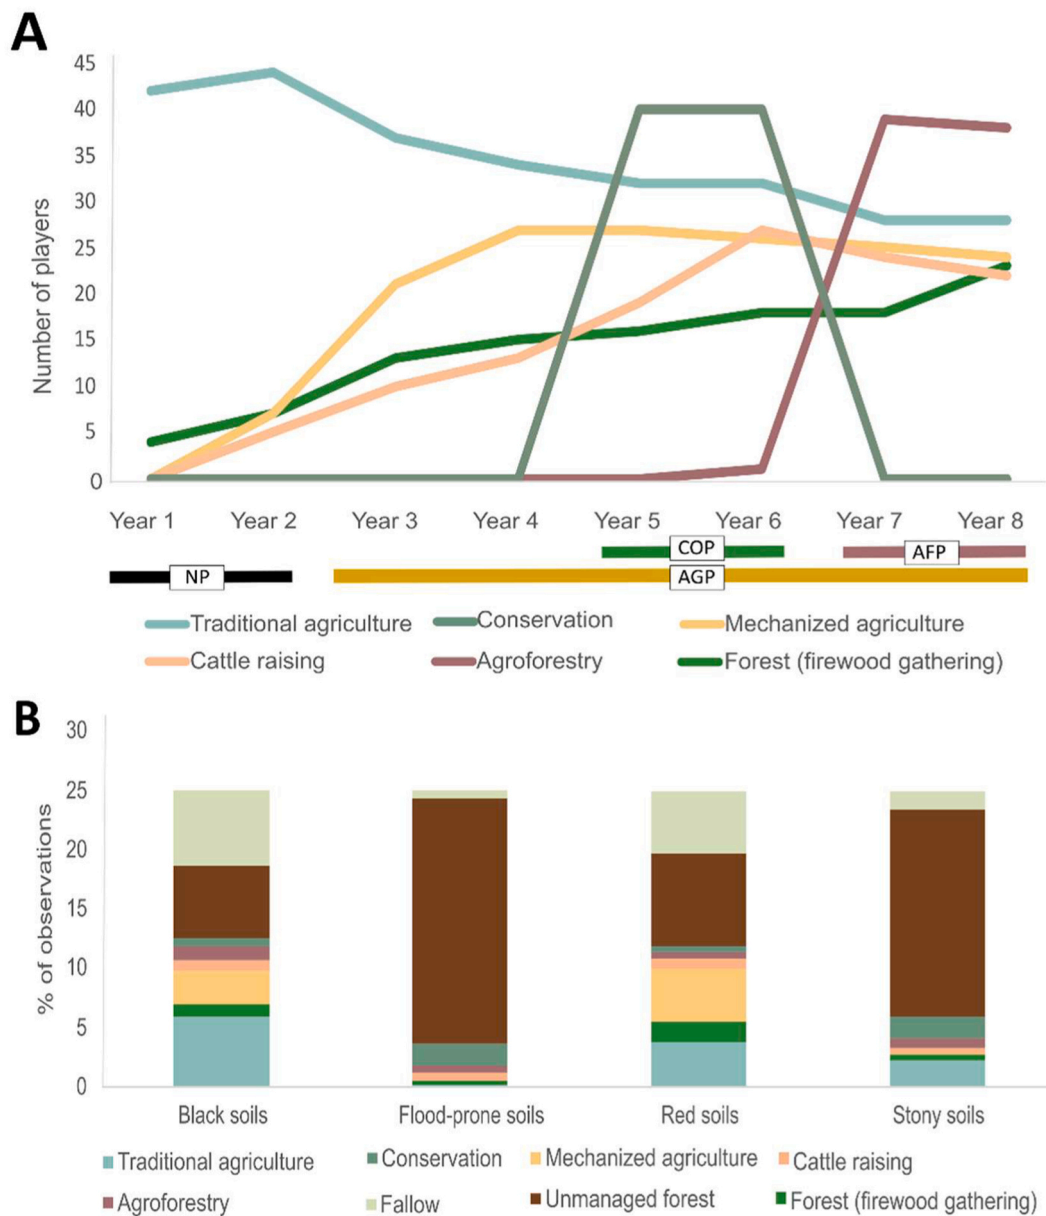 A
45
40
35
30
25
20
15
10
5
0
Number of players
Year 1 Year 2 Year 3 Year 4 Year 5 Year 6 Year 7 Year 8
COP AFP
NP AGP
Traditional agriculture Conservation Mechanized agriculture
Cattle raising Agroforestry Forest (firewood gathering)
B
30
25
20
15
10
5
0
% of observations
Black soils Flood-prone soils Red soils Stony soils
Traditional agriculture Conservation Mechanized agriculture Cattle raising
Agroforestry Fallow Unmanaged forest Forest (firewood gathering)